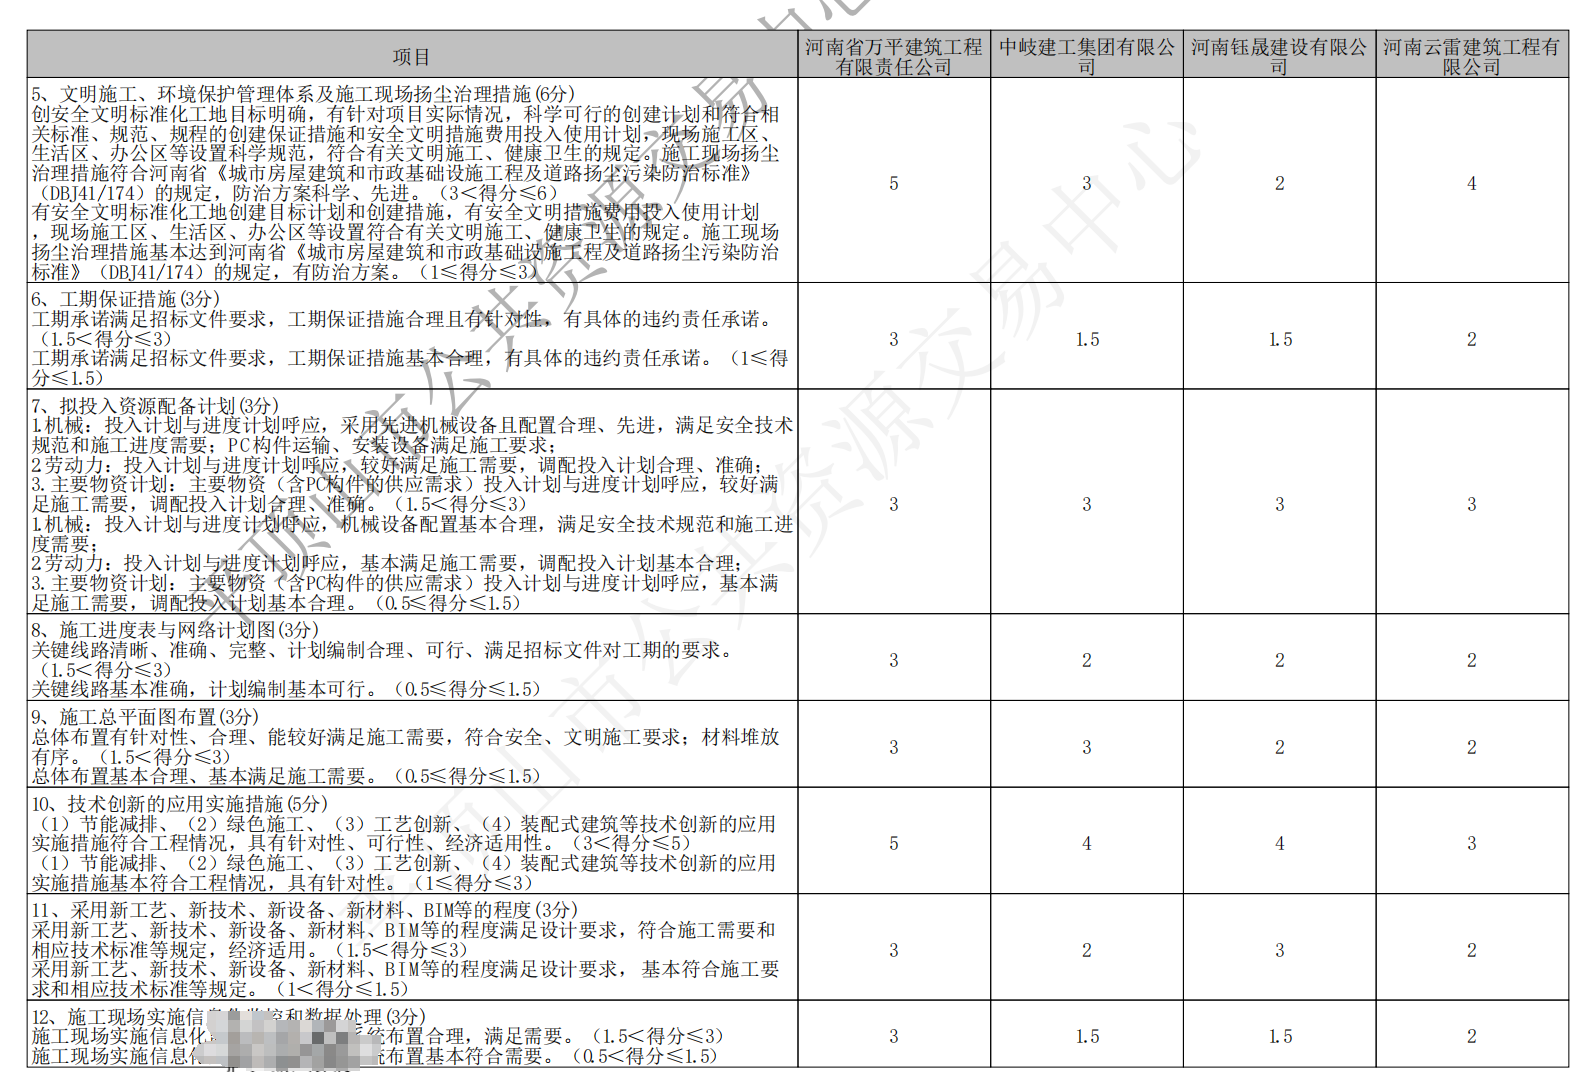 项目
河南省万平建筑工程
有限责任公司
中岐建工集团有限公
司
河南钰晟建设有限公
司
河南云雷建筑工程有
限公司
5、文明施工、环境保护管理体系及施工现场扬尘治理措施(6分)
创安全文明标准化工地目标明确，有针对项目实际情况，科学可行的创建计划和符合相
关标准、规范、规程的创建保证措施和安全文明措施费用投入使用计划，现场施工区、
生活区、办公区等设置科学规范，符合有关文明施工、健康卫生的规定。施工现场扬尘
治理措施符合河南省《城市房屋建筑和市政基础设施工程及道路扬尘污染防治标准》
（DBJ41/174）的规定，防治方案科学、先进。（3＜得分≤6）
有安全文明标准化工地创建目标计划和创建措施，有安全文明措施费用投入使用计划
，现场施工区、生活区、办公区等设置符合有关文明施工、健康卫生的规定。施工现场
扬尘治理措施基本达到河南省《城市房屋建筑和市政基础设施工程及道路扬尘污染防治
标准》（DBJ41/174）的规定，有防治方案。（1≤得分≤3）
5
3
2
4
6、工期保证措施(3分)
工期承诺满足招标文件要求，工期保证措施合理且有针对性，有具体的违约责任承诺。
（1.5＜得分≤3）
工期承诺满足招标文件要求，工期保证措施基本合理，有具体的违约责任承诺。（1≤得
分≤1.5）
3
1.5
1.5
2
7、拟投入资源配备计划(3分)
1.机械：投入计划与进度计划呼应，采用先进机械设备且配置合理、先进，满足安全技术
规范和施工进度需要；PC构件运输、安装设备满足施工要求；
2劳动力：投入计划与进度计划呼应，较好满足施工需要，调配投入计划合理、准确；
3.主要物资计划：主要物资（含PC构件的供应需求）投入计划与进度计划呼应，较好满
足施工需要，调配投入计划合理、准确。（1.5＜得分≤3）
1.机械：投入计划与进度计划呼应，机械设备配置基本合理，满足安全技术规范和施工进
度需要；
2劳动力：投入计划与进度计划呼应，基本满足施工需要，调配投入计划基本合理；
3.主要物资计划：主要物资（含PC构件的供应需求）投入计划与进度计划呼应，基本满
足施工需要，调配投入计划基本合理。（0.5≤得分≤1.5）
3
3
3
3
8、施工进度表与网络计划图(3分)
关键线路清晰、准确、完整、计划编制合理、可行、满足招标文件对工期的要求。
（1.5＜得分≤3）
关键线路基本准确，计划编制基本可行。（0.5≤得分≤1.5）
3
2
2
2
9、施工总平面图布置(3分)
总体布置有针对性、合理、能较好满足施工需要，符合安全、文明施工要求；材料堆放
有序。（1.5＜得分≤3）
总体布置基本合理、基本满足施工需要。（0.5≤得分≤1.5）
3
3
2
2
10、技术创新的应用实施措施(5分)
（1）节能减排、（2）绿色施工、（3）工艺创新、（4）装配式建筑等技术创新的应用
实施措施符合工程情况，具有针对性、可行性、经济适用性。（3＜得分≤5）
（1）节能减排、（2）绿色施工、（3）工艺创新、（4）装配式建筑等技术创新的应用
实施措施基本符合工程情况，具有针对性。（1≤得分≤3）
5
4
4
3
11、采用新工艺、新技术、新设备、新材料、BIM等的程度(3分)
采用新工艺、新技术、新设备、新材料、BIM等的程度满足设计要求，符合施工需要和
相应技术标准等规定，经济适用。（1.5＜得分≤3）
采用新工艺、新技术、新设备、新材料、BIM等的程度满足设计要求， 基本符合施工要
求和相应技术标准等规定。（1＜得分≤1.5）
3
2
3
2
12、施工现场实施信息化监控和数据处理(3分)
施工现场实施信息化 系统布置合理，满足需要。（1.5＜得分≤3）
施工现场实施信息 统布置基本符合需要。（0.5≤得分≤1.5）
3
1.5
1.5
2
平顶山市公共资源交易中心
平顶山市公共资源交易中心